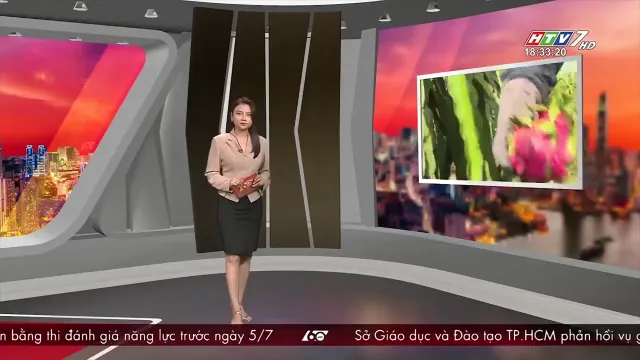 HTV7 HD
18:33:20
n bằng thi đánh giá năng lực trước ngày 5/7 60 Sở Giáo dục và Đào tạo TP.HCM phản hồi vụ g